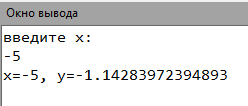 Окно вывода
введите x:
-5
x=-5, y=-1.14283972394893